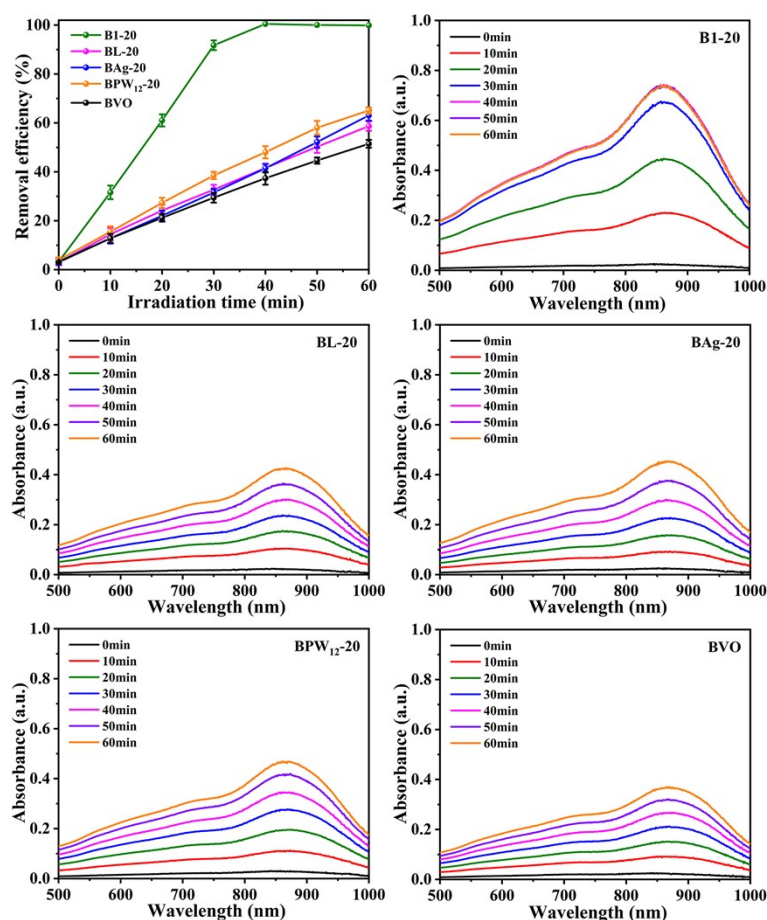 100
80
60
40
20
0
Removal efficiency (%)
B1-20
BL-20
BAg-20
BPW₁₂-20
BVO
0 10 20 30 40 50 60
Irradiation time (min)
1.0
0.8
0.6
0.4
0.2
0.0
Absorbance (a.u.)
B1-20
0min
10min
20min
30min
40min
50min
60min
500 600 700 800 900 1000
Wavelength (nm)
1.0
0.8
0.6
0.4
0.2
0.0
Absorbance (a.u.)
BL-20
0min
10min
20min
30min
40min
50min
60min
500 600 700 800 900 1000
Wavelength (nm)
1.0
0.8
0.6
0.4
0.2
0.0
Absorbance (a.u.)
BAg-20
0min
10min
20min
30min
40min
50min
60min
500 600 700 800 900 1000
Wavelength (nm)
1.0
0.8
0.6
0.4
0.2
0.0
Absorbance (a.u.)
BPW₁₂-20
0min
10min
20min
30min
40min
50min
60min
500 600 700 800 900 1000
Wavelength (nm)
1.0
0.8
0.6
0.4
0.2
0.0
Absorbance (a.u.)
BVO
0min
10min
20min
30min
40min
50min
60min
500 600 700 800 900 1000
Wavelength (nm)